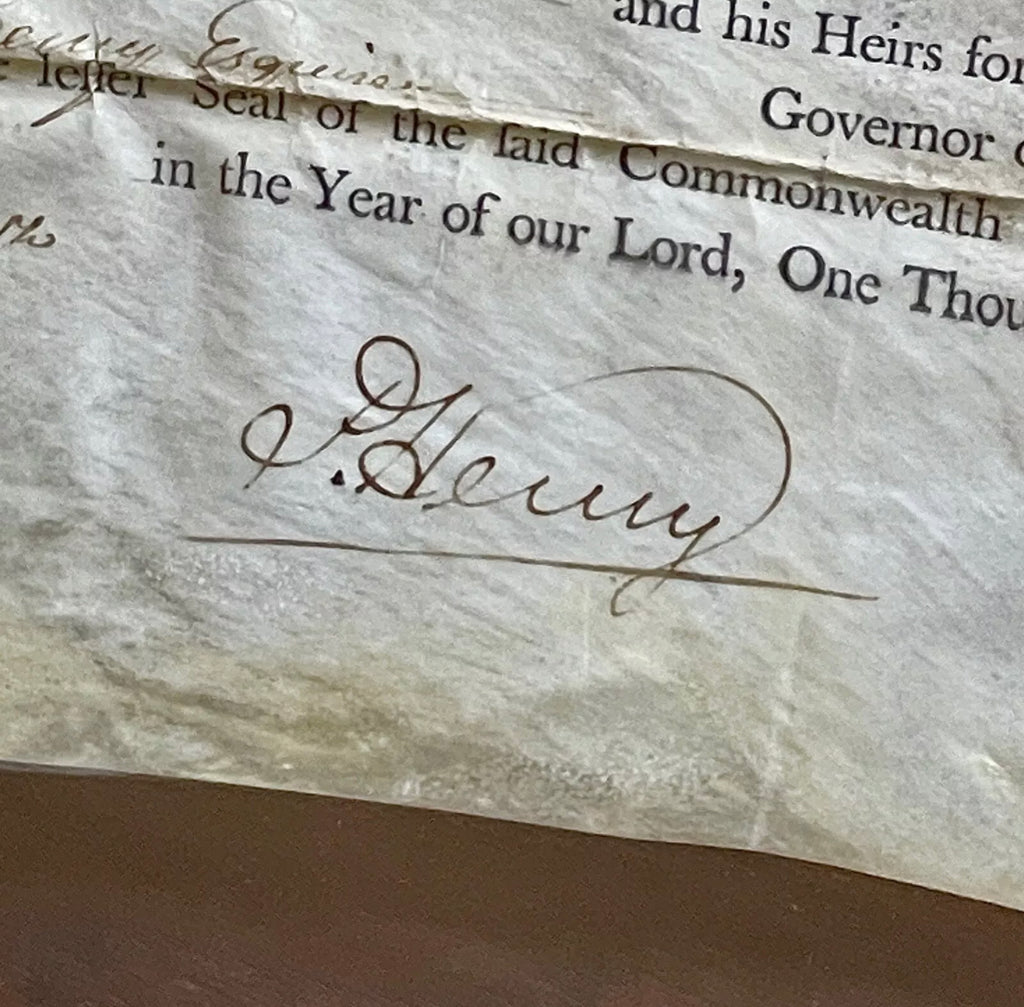 and his Heirs for
enry Esquire Governor
leſſer Seal of the ſaid Commonwealth
in the Year of our Lord, One Thou
P. Henry